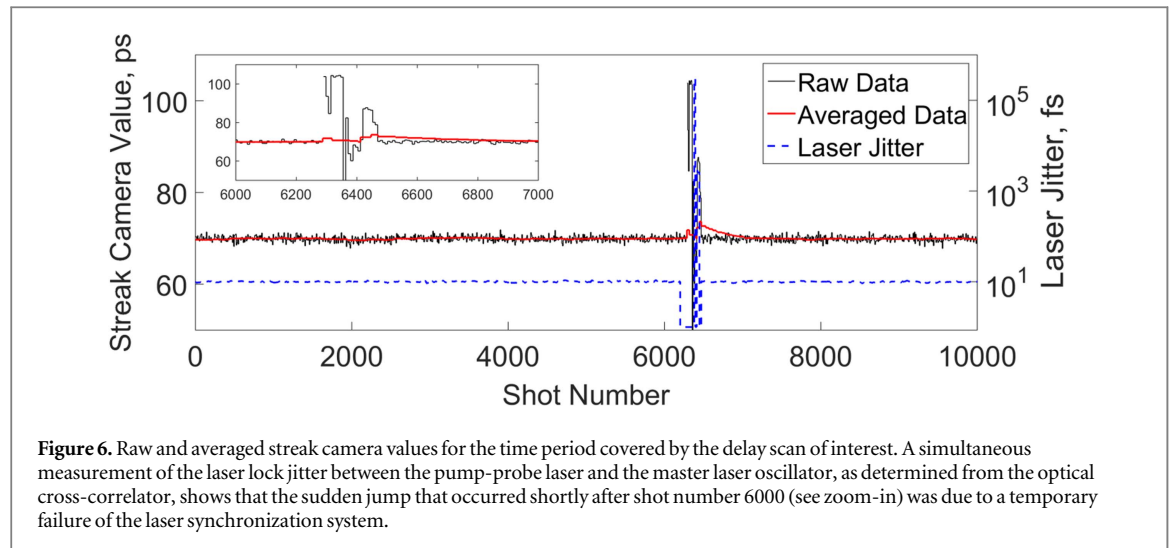 Streak Camera Value, ps
100
80
60
100
80
60
6000
6200
6400
6600
6800
7000
Raw Data
Averaged Data
Laser Jitter
10^5
10^3
10^1
Laser Jitter, fs
0
2000
4000
6000
8000
10000
Shot Number
Figure 6. Raw and averaged streak camera values for the time period covered by the delay scan of interest. A simultaneous
measurement of the laser lock jitter between the pump-probe laser and the master laser oscillator, as determined from the optical
cross-correlator, shows that the sudden jump that occurred shortly after shot number 6000 (see zoom-in) was due to a temporary
failure of the laser synchronization system.